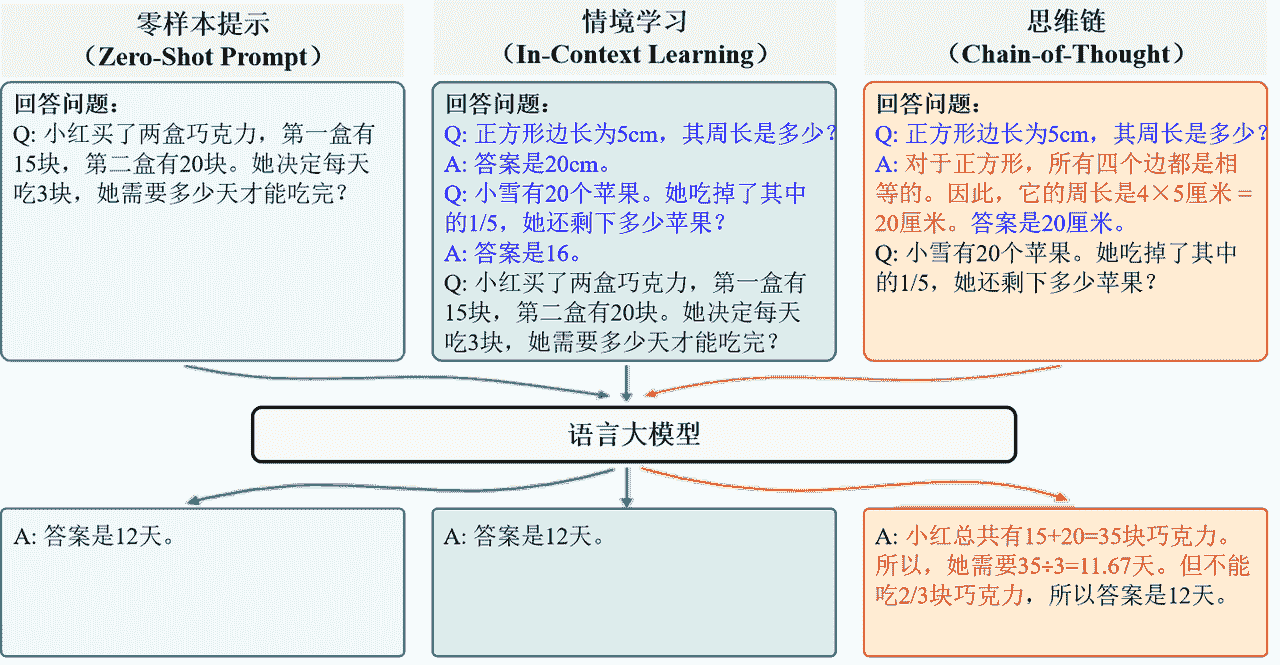 零样本提示
（Zero-Shot Prompt）
回答问题：
Q: 小红买了两盒巧克力，第一盒有
15块，第二盒有20块。她决定每天
吃3块，她需要多少天才能吃完？
情境学习
（In-Context Learning）
回答问题：
Q: 正方形边长为5cm，其周长是多少？
A: 答案是20cm。
Q: 小雪有20个苹果。她吃掉了其中
的1/5，她还剩下多少苹果？
A: 答案是16。
Q: 小红买了两盒巧克力，第一盒有
15块，第二盒有20块。她决定每天
吃3块，她需要多少天才能吃完？
思维链
（Chain-of-Thought）
回答问题：
Q: 正方形边长为5cm，其周长是多少？
A: 对于正方形，所有四个边都是相
等的。因此，它的周长是4×5厘米 =
20厘米。答案是20厘米。
Q: 小雪有20个苹果。她吃掉了其中
的1/5，她还剩下多少苹果？
语言大模型
A: 答案是12天。
A: 答案是12天。
A: 小红总共有15+20=35块巧克力。
所以，她需要35÷3=11.67天。但不能
吃2/3块巧克力，所以答案是12天。